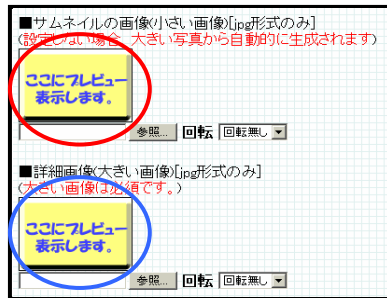 ■サムネイルの画像(小さい画像)[jpg形式のみ]
(設定しない場合、大きい写真から自動的に生成されます)
ここにプレビュー
表示します。
参照... 回転 回転無し
■詳細画像(大きい画像)[jpg形式のみ]
(大きい画像は必須です。)
ここにプレビュー
表示します。
参照... 回転 回転無し